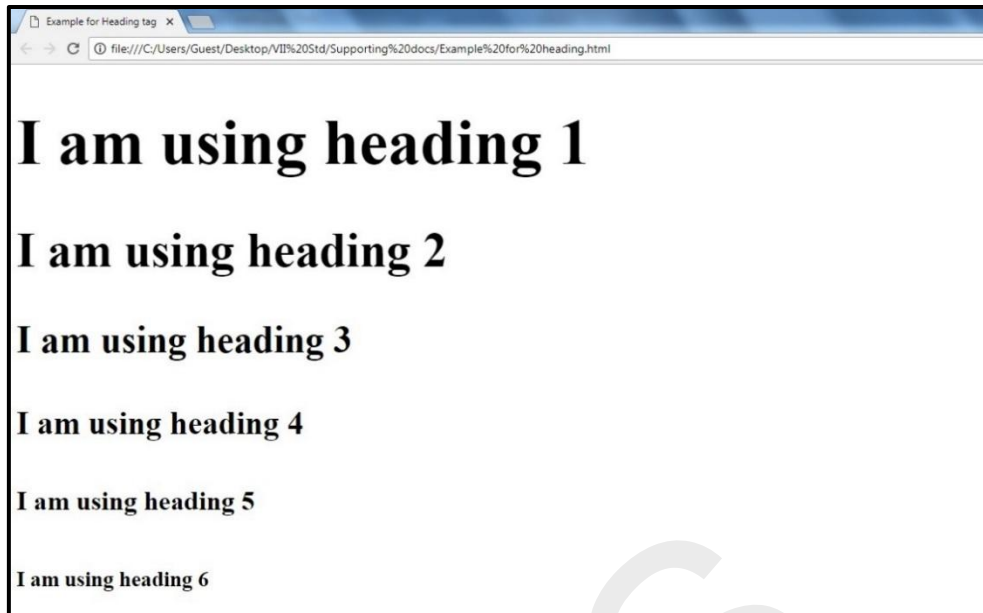 Example for Heading tag
file:///C:/Users/Guest/Desktop/VII%20Std/Supporting%20docs/Example%20for%20heading.html
I am using heading 1
I am using heading 2
I am using heading 3
I am using heading 4
I am using heading 5
I am using heading 6